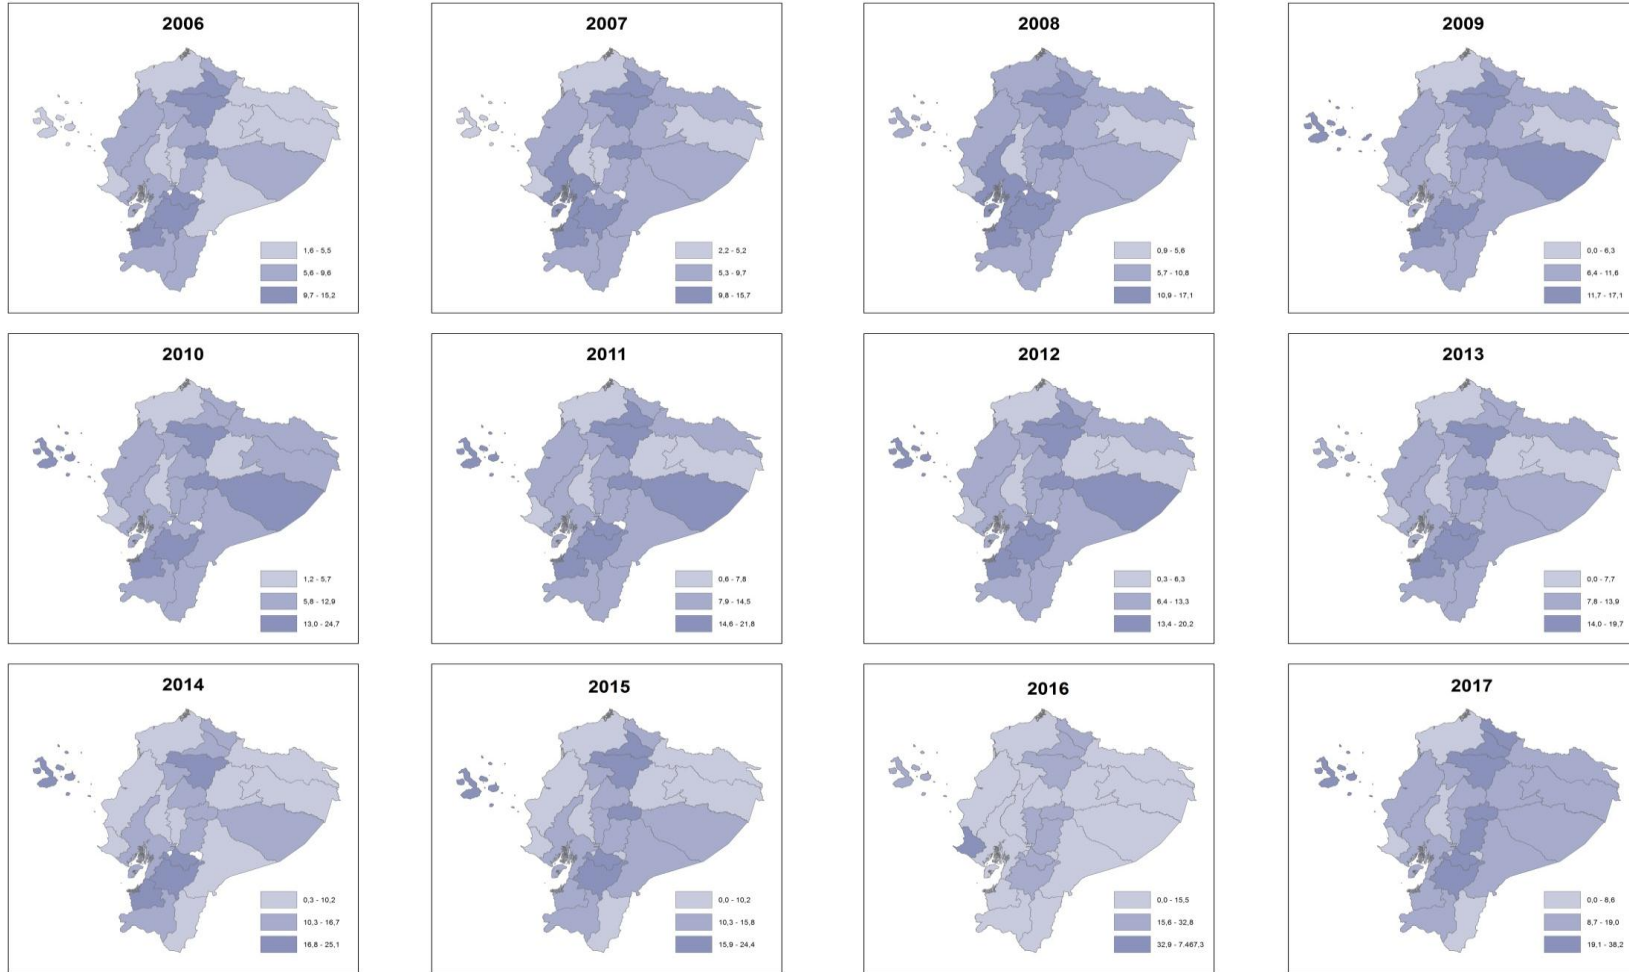 2006
1,6 - 5,5
5,6 - 9,6
9,7 - 15,2
2007
2,2 - 5,2
5,3 - 9,7
9,8 - 15,7
2008
0,9 - 5,6
5,7 - 10,8
10,9 - 17,1
2009
0,0 - 6,3
6,4 - 11,6
11,7 - 17,1
2010
1,2 - 5,7
5,8 - 12,9
13,0 - 24,7
2011
0,6 - 7,8
7,9 - 14,5
14,6 - 21,8
2012
0,3 - 6,3
6,4 - 13,3
13,4 - 20,2
2013
0,0 - 7,7
7,8 - 13,9
14,0 - 19,7
2014
0,3 - 10,2
10,3 - 16,7
16,8 - 25,1
2015
0,0 - 10,2
10,3 - 15,8
15,9 - 24,4
2016
0,0 - 15,5
15,6 - 32,8
32,9 - 7.467,3
2017
0,0 - 8,6
8,7 - 19,0
19,1 - 38,2